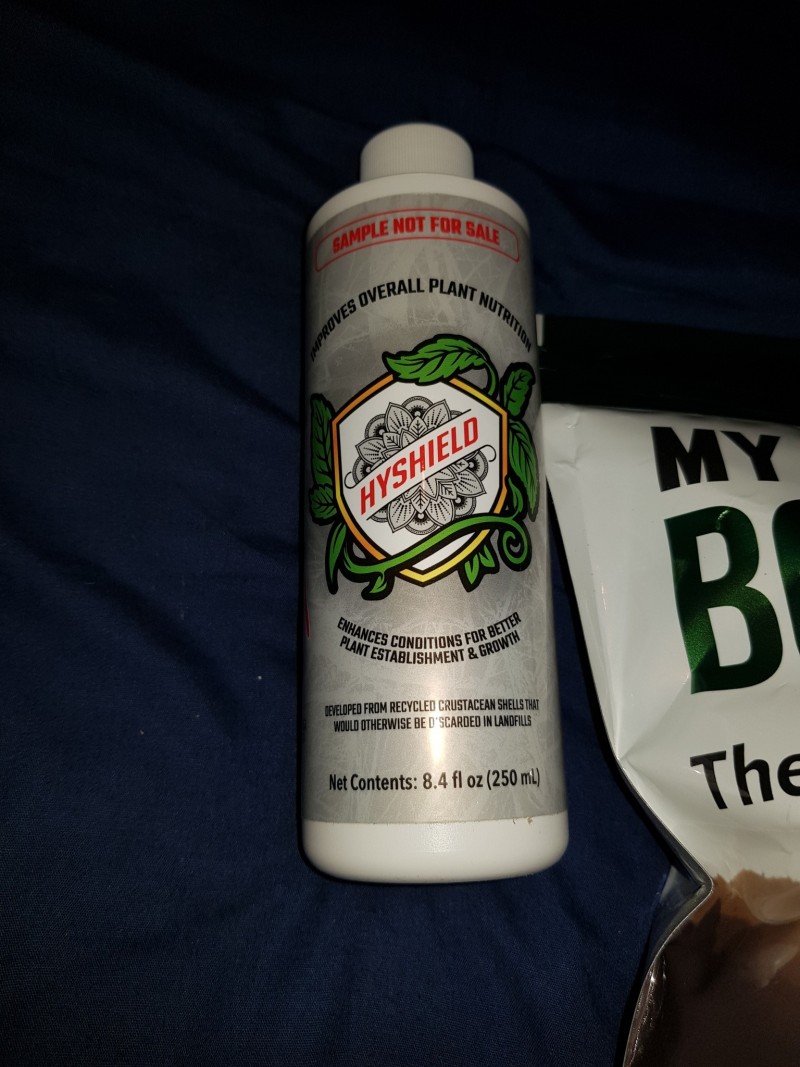 SAMPLE NOT FOR SALE
IMPROVES OVERALL PLANT NUTRITION
HYSHIELD
ENHANCES CONDITIONS FOR BETTER
PLANT ESTABLISHMENT & GROWTH
DEVELOPED FROM RECYCLED CRUSTACEAN SHELLS THAT
WOULD OTHERWISE BE DISCARDED IN LANDFILLS
Net Contents: 8.4 fl oz (250 mL)
MY
The